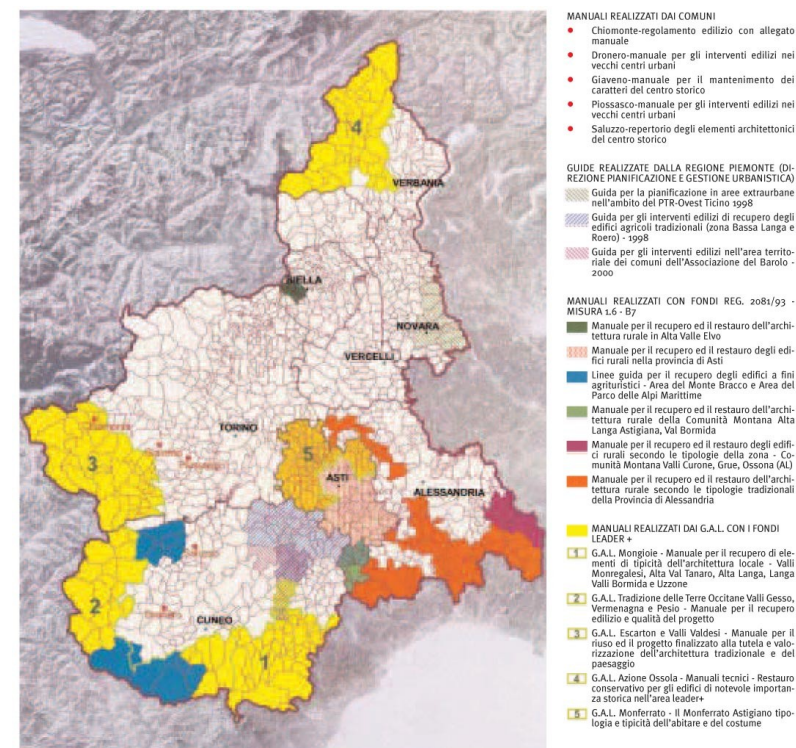 4
VERBANIA
BIELLA
NOVARA
VERCELLI
TORINO
3
5
ASTI
ALESSANDRIA
2
CUNEO
1
MANUALI REALIZZATI DAI COMUNI
Chiomonte-regolamento edilizio con allegato
manuale
Dronero-manuale per gli interventi edilizi nei
vecchi centri urbani
Giaveno-manuale per il mantenimento dei
caratteri del centro storico
Piossasco-manuale per gli interventi edilizi nei
vecchi centri urbani
Saluzzo-repertorio degli elementi architettonici
del centro storico
GUIDE REALIZZATE DALLA REGIONE PIEMONTE (DI-
REZIONE PIANIFICAZIONE E GESTIONE URBANISTICA)
Guida per la pianificazione in aree extraurbane
nell'ambito del PTR-Ovest Ticino 1998
Guida per gli interventi edilizi di recupero degli
edifici agricoli tradizionali (zona Bassa Langa e
Roero) - 1998
Guida per gli interventi edilizi nell'area territo-
riale dei comuni dell'Associazione del Barolo -
2000
MANUALI REALIZZATI CON FONDI REG. 2081/93 -
MISURA 1.6 - B7
Manuale per il recupero ed il restauro dell'archi-
tettura rurale in Alta Valle Elvo
Manuale per il recupero ed il restauro degli edi-
fici rurali nella provincia di Asti
Linee guida per il recupero degli edifici a fini
agrituristici - Area del Monte Bracco e Area del
Parco delle Alpi Marittime
Manuale per il recupero ed il restauro dell'archi-
tettura rurale della Comunità Montana Alta
Langa Astigiana, Val Bormida
Manuale per il recupero ed il restauro degli edifi-
ci rurali secondo le tipologie della zona - Co-
munità Montana Valli Curone, Grue, Ossona (AL)
Manuale per il recupero ed il restauro dell'archi-
tettura rurale secondo le tipologie tradizionali
della Provincia di Alessandria
MANUALI REALIZZATI DAI G.A.L. CON I FONDI
LEADER +
1 G.A.L. Mongioie - Manuale per il recupero di ele-
menti di tipicità dell'architettura locale - Valli
Monregalesi, Alta Val Tanaro, Alta Langa, Langa
Valli Bormida e Uzzone
2 G.A.L. Tradizione delle Terre Occitane Valli Gesso,
Vermenagna e Pesio - Manuale per il recupero
edilizio e qualità del progetto
3 G.A.L. Escarton e Valli Valdesi - Manuale per il
riuso ed il progetto finalizzato alla tutela e valo-
rizzazione dell'architettura tradizionale e del
paesaggio
4 G.A.L. Azione Ossola - Manuali tecnici - Restauro
conservativo per gli edifici di notevole importan-
za storica nell'area leader+
5 G.A.L. Monferrato - Il Monferrato Astigiano tipo-
logia e tipicità dell'abitare e del costume